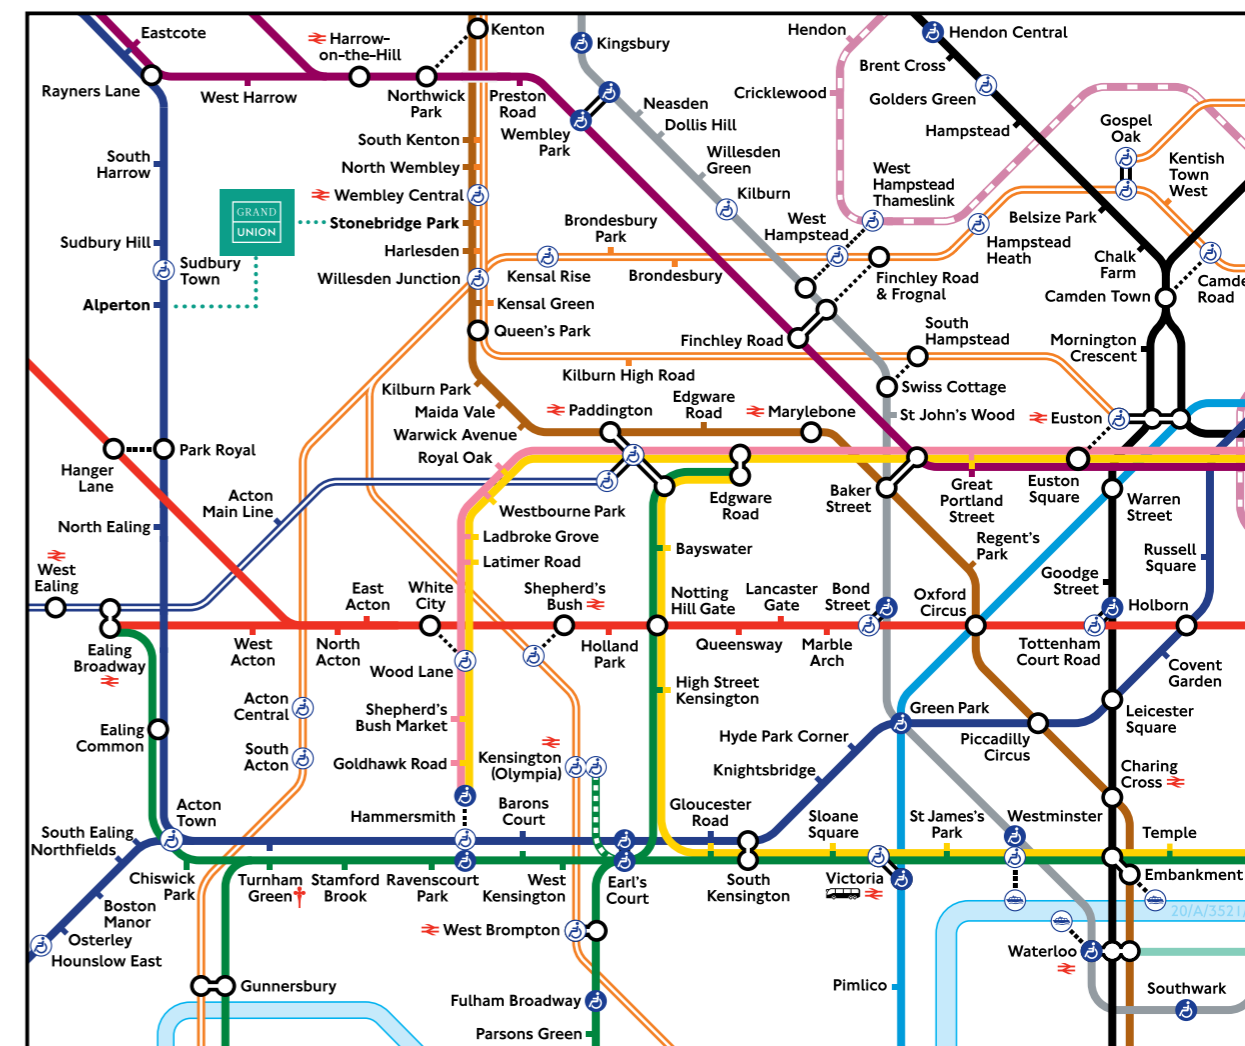 Eastcote
Harrow-
on-the-Hill
Kenton
Kingsbury
Hendon
Hendon Central
Rayners Lane
West Harrow
Northwick
Park
Preston
Road
Wembley
Park
Neasden
Dollis Hill
Cricklewood
Brent Cross
Golders Green
Hampstead
Gospel
Oak
Kentish
Town
West
South
Harrow
South Kenton
North Wembley
Wembley Central
Stonebridge Park
Harlesden
Willesden Junction
Willesden
Green
Kilburn
West
Hampstead
Thameslink
West
Hampstead
Belsize Park
Hampstead
Heath
Chalk
Farm
Sudbury Hill
Sudbury
Town
Alperton
GRAND
UNION
Brondesbury
Park
Kensal Rise
Brondesbury
Finchley Road
& Frognal
Camden Town
Camde
Road
Kensal Green
Queen's Park
Finchley Road
South
Hampstead
Mornington
Crescent
Kilburn High Road
Swiss Cottage
Kilburn Park
Maida Vale
Warwick Avenue
Royal Oak
Paddington
Edgware
Road
Marylebone
St John's Wood
Euston
Hanger
Lane
Park Royal
Acton
Main Line
North Ealing
Westbourne Park
Ladbroke Grove
Latimer Road
Edgware
Road
Baker
Street
Great
Portland
Street
Euston
Square
Warren
Street
Bayswater
Regent's
Park
Russell
Square
West
Ealing
East
Acton
White
City
Shepherd's
Bush
Notting
Hill Gate
Lancaster
Gate
Bond
Street
Oxford
Circus
Goodge
Street
Holborn
Ealing
Broadway
West
Acton
North
Acton
Wood Lane
Holland
Park
Queensway
Marble
Arch
Tottenham
Court Road
Covent
Garden
Acton
Central
South
Acton
Shepherd's
Bush Market
Goldhawk Road
Kensington
(Olympia)
High Street
Kensington
Hyde Park Corner
Knightsbridge
Green Park
Piccadilly
Circus
Leicester
Square
Charing
Cross
Ealing
Common
Acton
Town
South Ealing
Northfields
Hammersmith
Barons
Court
Gloucester
Road
Sloane
Square
St James's
Park
Westminster
Temple
Chiswick
Park
Turnham
Green
Stamford
Brook
Ravenscourt
Park
West
Kensington
Earl's
Court
South
Kensington
Victoria
Embankment
Boston
Manor
Osterley
Hounslow East
West Brompton
Waterloo
20/A/3521/
Gunnersbury
Fulham Broadway
Parsons Green
Pimlico
Southwark